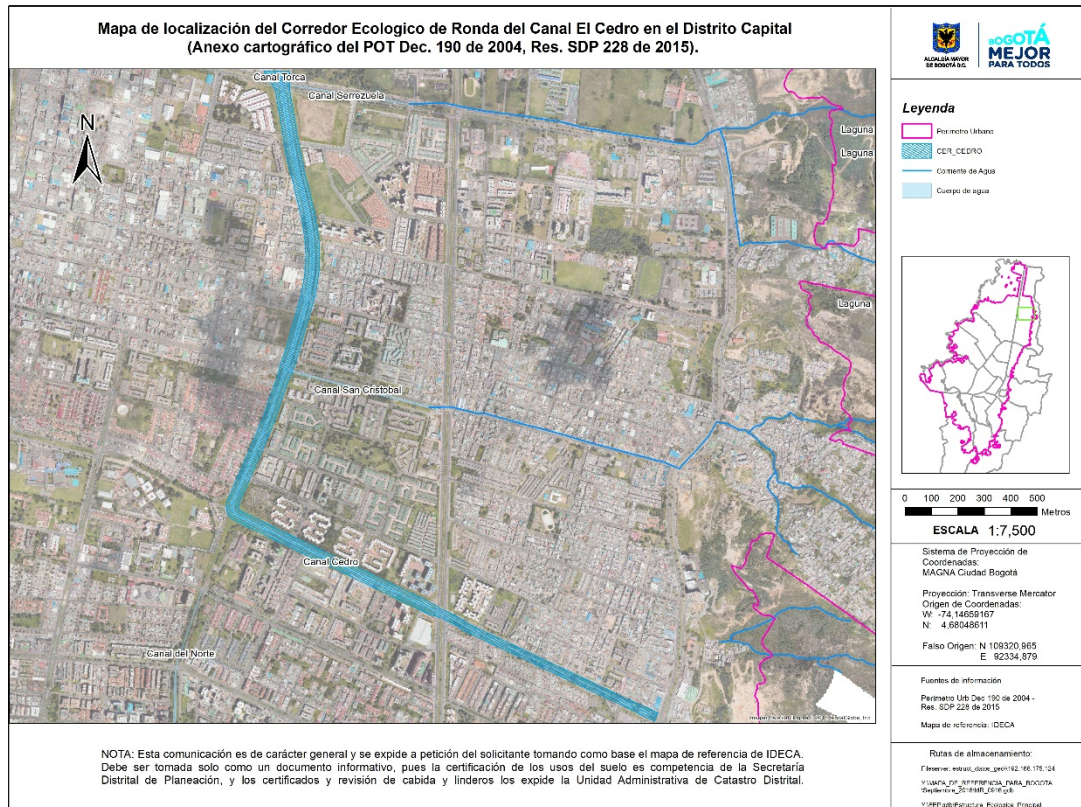 Mapa de localización del Corredor Ecologico de Ronda del Canal El Cedro en el Distrito Capital
(Anexo cartográfico del POT Dec. 190 de 2004, Res. SDP 228 de 2015).
Canal Torca
Canal Serrezuela
N
Laguna
Laguna
Laguna
Canal San Cristobal
Canal Cedro
Canal del Norte
NOTA: Esta comunicación es de carácter general y se expide a petición del solicitante tomando como base el mapa de referencia de IDECA.
Debe ser tomada solo como un documento informativo, pues la certificación de los usos del suelo es competencia de la Secretaría
Distrital de Planeación, y los certificados y revisión de cabida y linderos los expide la Unidad Administrativa de Catastro Distrital.
ALCALDÍA MAYOR
DE BOGOTÁ D.C.
BOGOTÁ
MEJOR
PARA TODOS
Leyenda
Perimetro Urbano
CER_CEDRO
Corriente de Agua
Cuerpo de agua
0 100 200 300 400 500
Metros
ESCALA 1:7,500
Sistema de Proyección de
Coordenadas:
MAGNA Ciudad Bogotá
Proyección: Transverse Mercator
Origen de Coordenadas:
W: -74,14659167
N: 4,68048611
Falso Origen: N 109320,965
E 92334,879
Fuentes de información
Perimetro Urb Dec 190 de 2004 -
Res. SDP 228 de 2015
Mapa de referencia: IDECA
Rutas de almacenamiento: